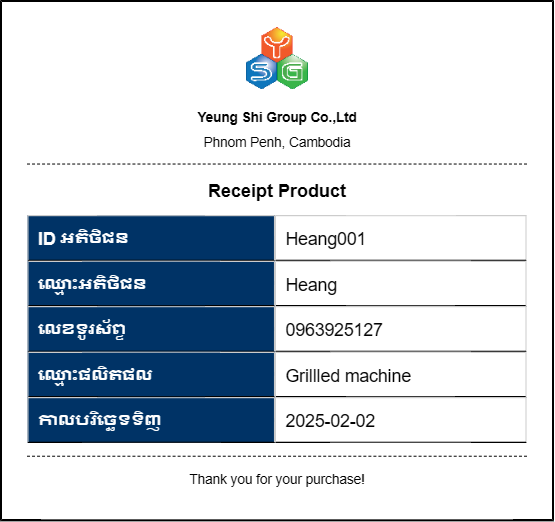 Y
S G
Yeung Shi Group Co.,Ltd
Phnom Penh, Cambodia
Receipt Product
ID អតិថិជន Heang001
ឈ្មោះអតិថិជន Heang
លេខទូរស័ព្ទ 0963925127
ឈ្មោះផលិតផល Grillled machine
កាលបរិច្ឆេទទិញ 2025-02-02
Thank you for your purchase!